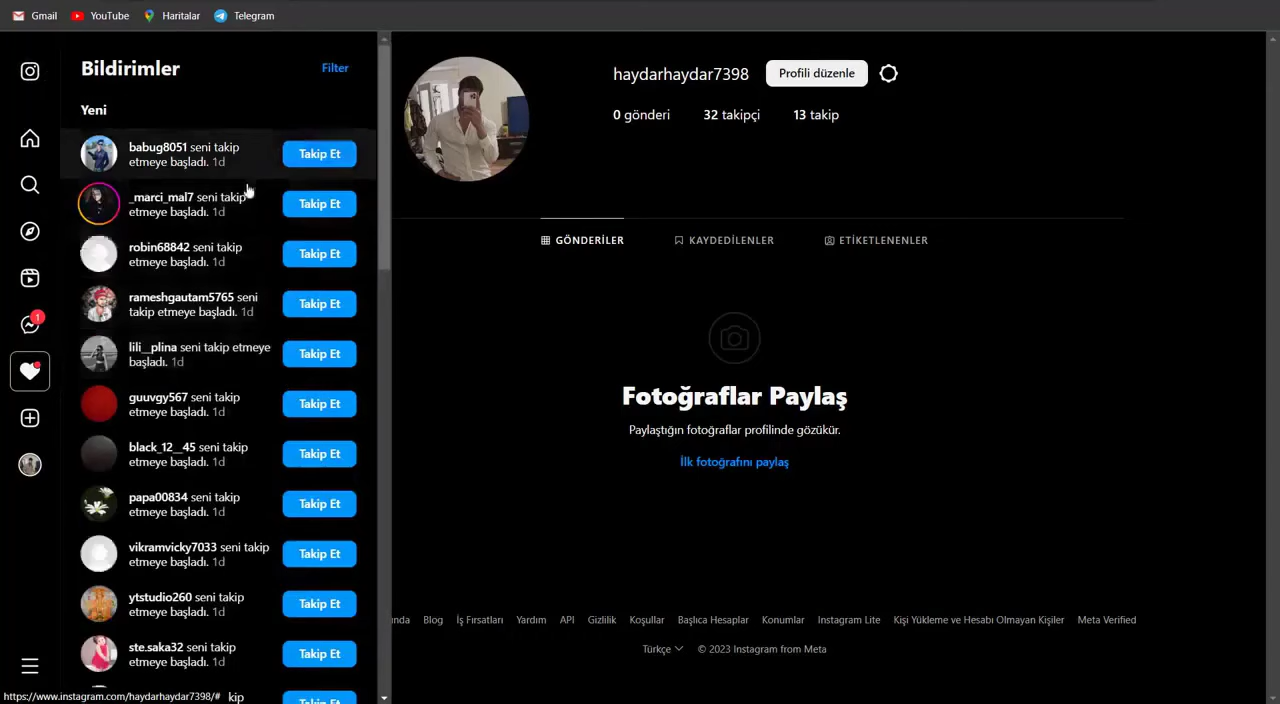 Gmail YouTube Haritalar Telegram
Bildirimler Filter
Yeni
babug8051 seni takip
etmeye başladı. 1d
Takip Et
_marci_mal7 seni takip
etmeye başladı. 1d
Takip Et
robin68842 seni takip
etmeye başladı. 1d
Takip Et
rameshgautam5765 seni
takip etmeye başladı. 1d
Takip Et
lili__plina seni takip etmeye
başladı. 1d
Takip Et
guuvgy567 seni takip
etmeye başladı. 1d
Takip Et
black_12__45 seni takip
etmeye başladı. 1d
Takip Et
papa00834 seni takip
etmeye başladı. 1d
Takip Et
vikramvicky7033 seni takip
etmeye başladı. 1d
Takip Et
ytstudio260 seni takip
etmeye başladı. 1d
Takip Et
ste.saka32 seni takip
etmeye başladı. 1d
Takip Et
kip
Takip Et
1
haydarhaydar7398 Profili düzenle
0 gönderi 32 takipçi 13 takip
GÖNDERİLER KAYDEDİLENLER ETİKETLENENLER
Fotoğraflar Paylaş
Paylaştığın fotoğraflar profilinde gözükür.
İlk fotoğrafını paylaş
ında Blog İş Fırsatları Yardım API Gizlilik Koşullar Başlıca Hesaplar Konumlar Instagram Lite Kişi Yükleme ve Hesabı Olmayan Kişiler Meta Verified
Türkçe © 2023 Instagram from Meta
https://www.instagram.com/haydarhaydar7398/#